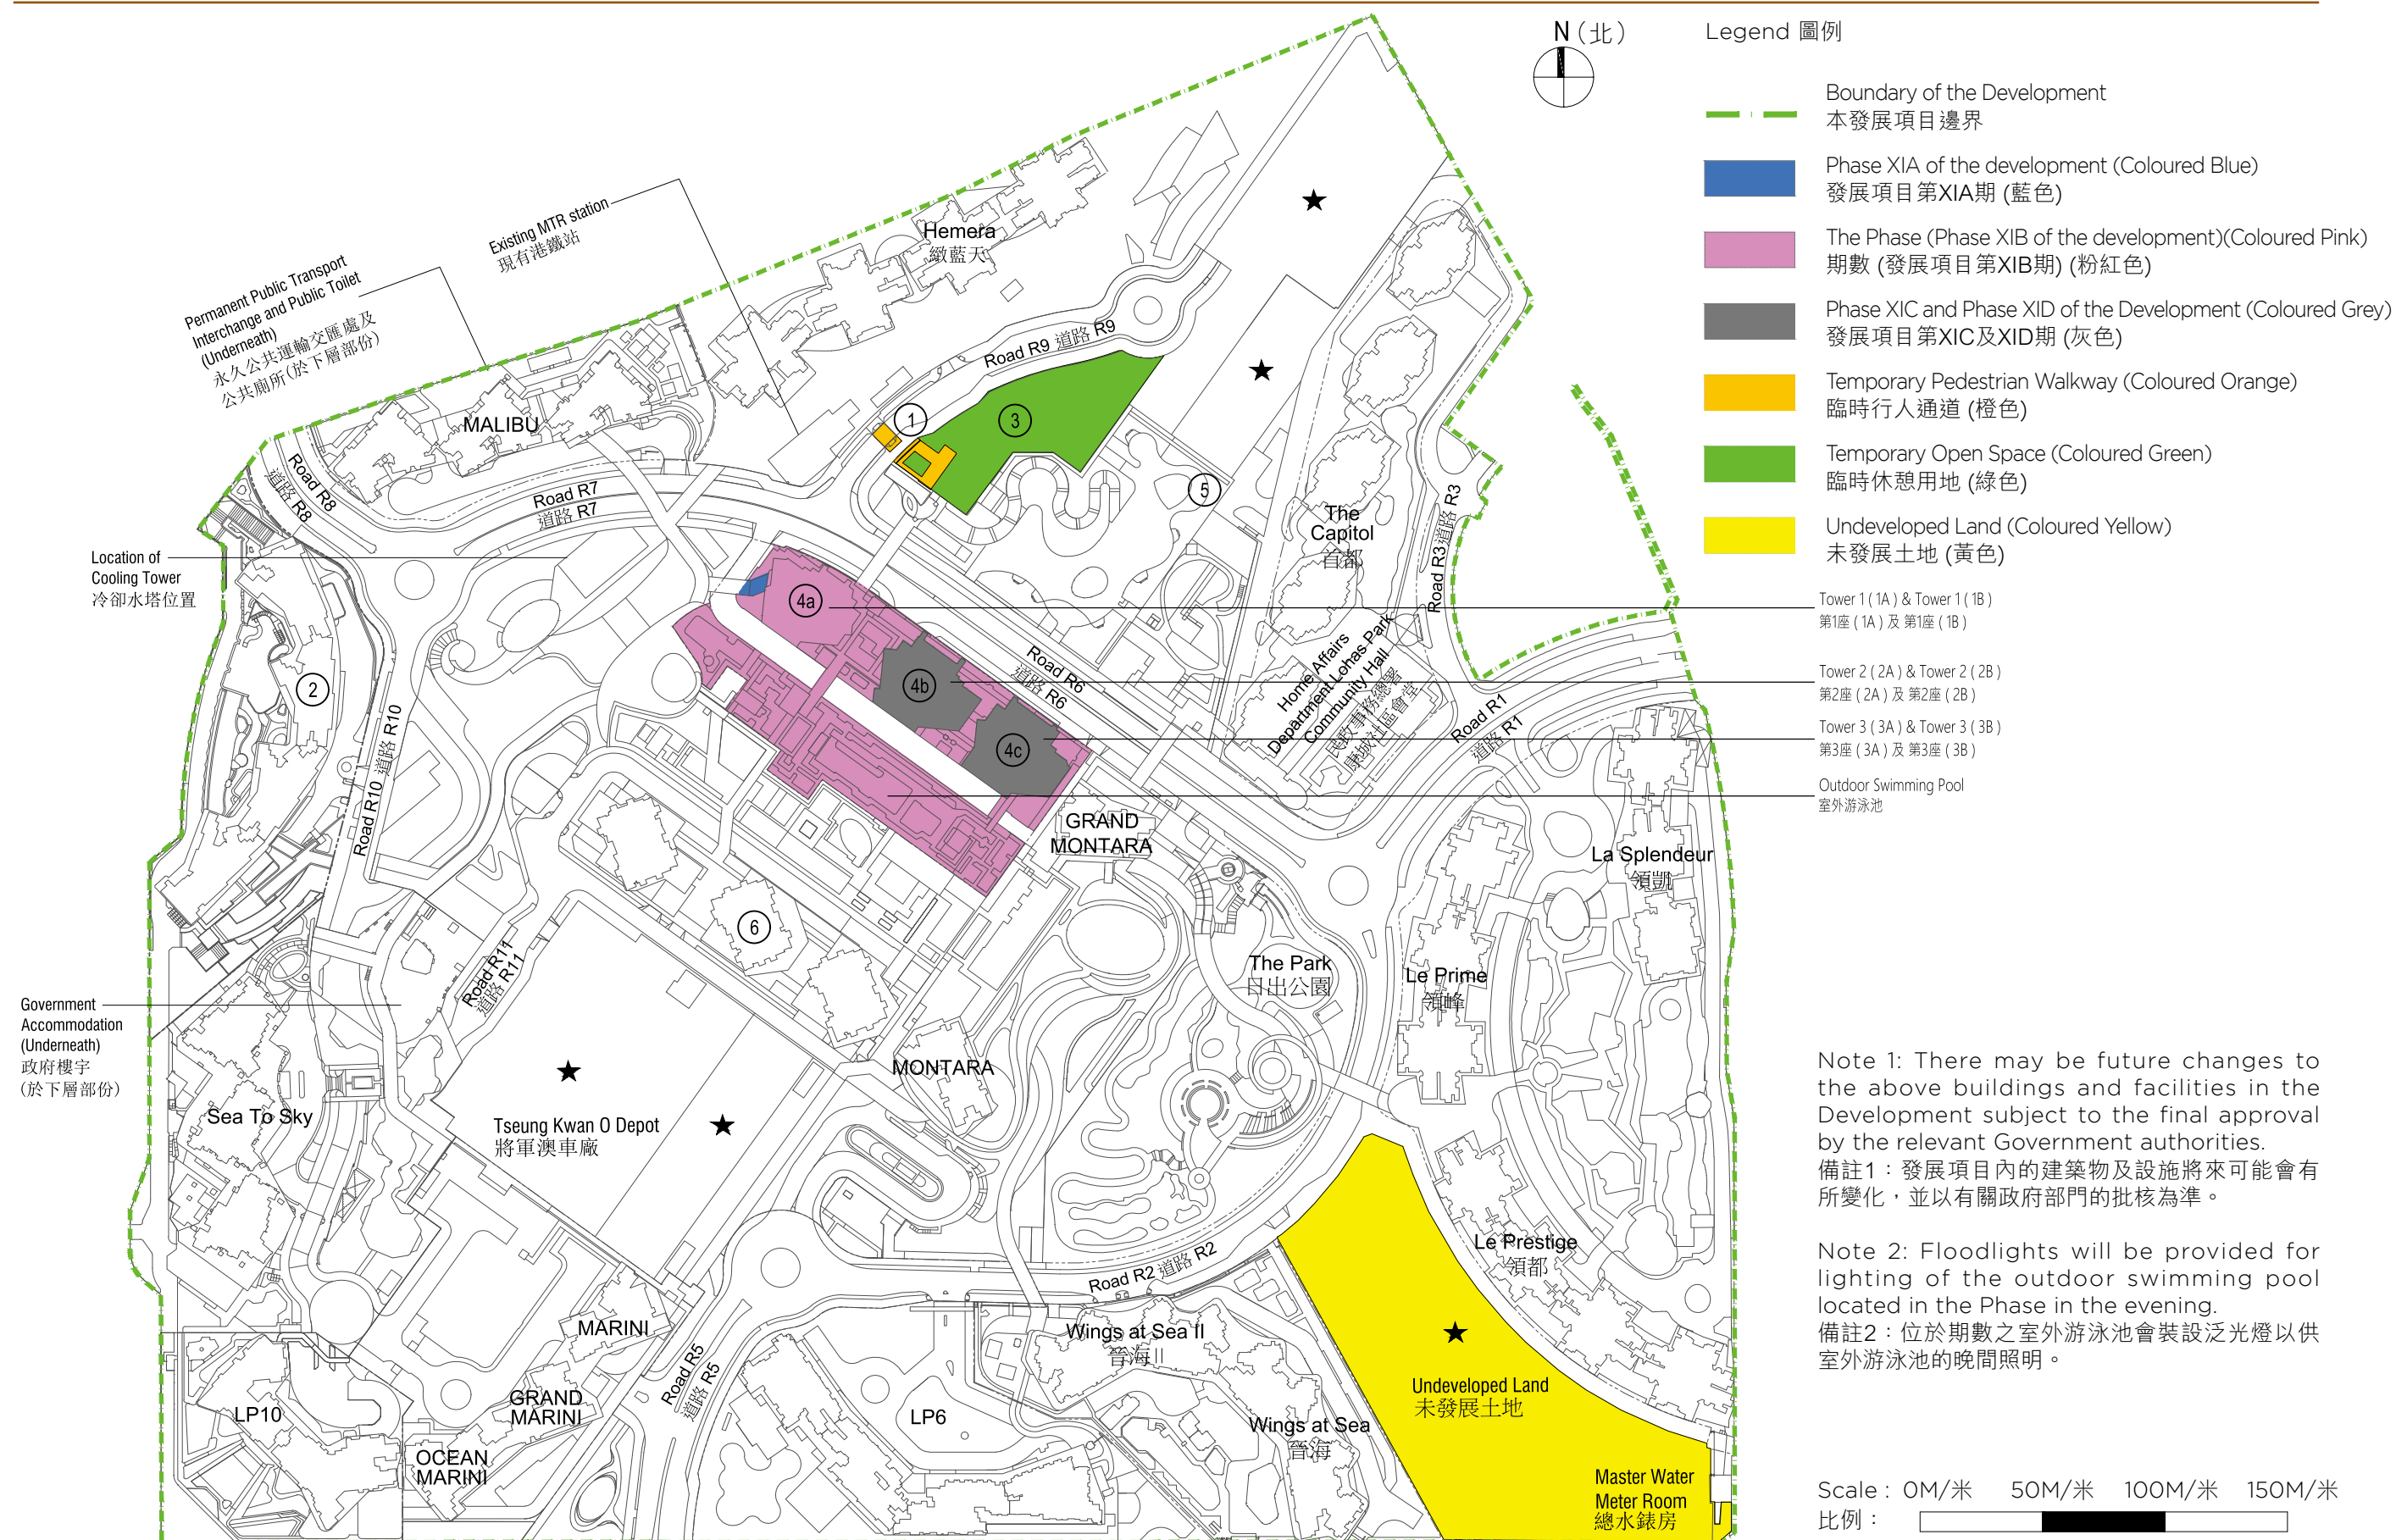 N（北）
Legend 圖例
Boundary of the Development
本發展項目邊界
Phase XIA of the development (Coloured Blue)
發展項目第XIA期 (藍色)
The Phase (Phase XIB of the development)(Coloured Pink)
期數 (發展項目第XIB期) (粉紅色)
Phase XIC and Phase XID of the Development (Coloured Grey)
發展項目第XIC及XID期 (灰色)
Temporary Pedestrian Walkway (Coloured Orange)
臨時行人通道 (橙色)
Temporary Open Space (Coloured Green)
臨時休憩用地 (綠色)
Undeveloped Land (Coloured Yellow)
未發展土地 (黃色)
Tower 1 ( 1A ) & Tower 1 ( 1B )
第1座 ( 1A ) 及 第1座 ( 1B )
Tower 2 ( 2A ) & Tower 2 ( 2B )
第2座 ( 2A ) 及 第2座 ( 2B )
Tower 3 ( 3A ) & Tower 3 ( 3B )
第3座 ( 3A ) 及 第3座 ( 3B )
Outdoor Swimming Pool
室外游泳池
Existing MTR station
現有港鐵站
Permanent Public Transport
Interchange and Public Toilet
(Underneath)
永久公共運輸交匯處及
公共廁所(於下層部份)
Hemera
緻藍天
MALIBU
Road R9 道路 R9
Road R8
道路 R8
Road R7
道路 R7
1
3
5
The
Capitol
首都
Road R3 道路 R3
Location of
Cooling Tower
冷卻水塔位置
2
4a
4b
4c
Road R6
道路 R6
Home Affairs
Department Lohas Park
Community Hall
民政事務總署
康城社區會堂
Road R1
道路 R1
Road R10 道路 R10
GRAND
MONTARA
La Splendeur
領凱
6
Road R11
道路 R11
The Park
日出公園
Le Prime
領峰
Government
Accommodation
(Underneath)
政府樓宇
(於下層部份)
MONTARA
Sea To Sky
Tseung Kwan O Depot
將軍澳車廠
Le Prestige
領都
Road R2 道路 R2
MARINI
Wings at Sea II
晉海II
Road R5
道路 R5
GRAND
MARINI
LP10
LP6
OCEAN
MARINI
Wings at Sea
晉海
Undeveloped Land
未發展土地
Master Water
Meter Room
總水錶房
Note 1: There may be future changes to
the above buildings and facilities in the
Development subject to the final approval
by the relevant Government authorities.
備註1：發展項目內的建築物及設施將來可能會有
所變化，並以有關政府部門的批核為準。
Note 2: Floodlights will be provided for
lighting of the outdoor swimming pool
located in the Phase in the evening.
備註2：位於期數之室外游泳池會裝設泛光燈以供
室外游泳池的晚間照明。
Scale : 0M/米 50M/米 100M/米 150M/米
比例：